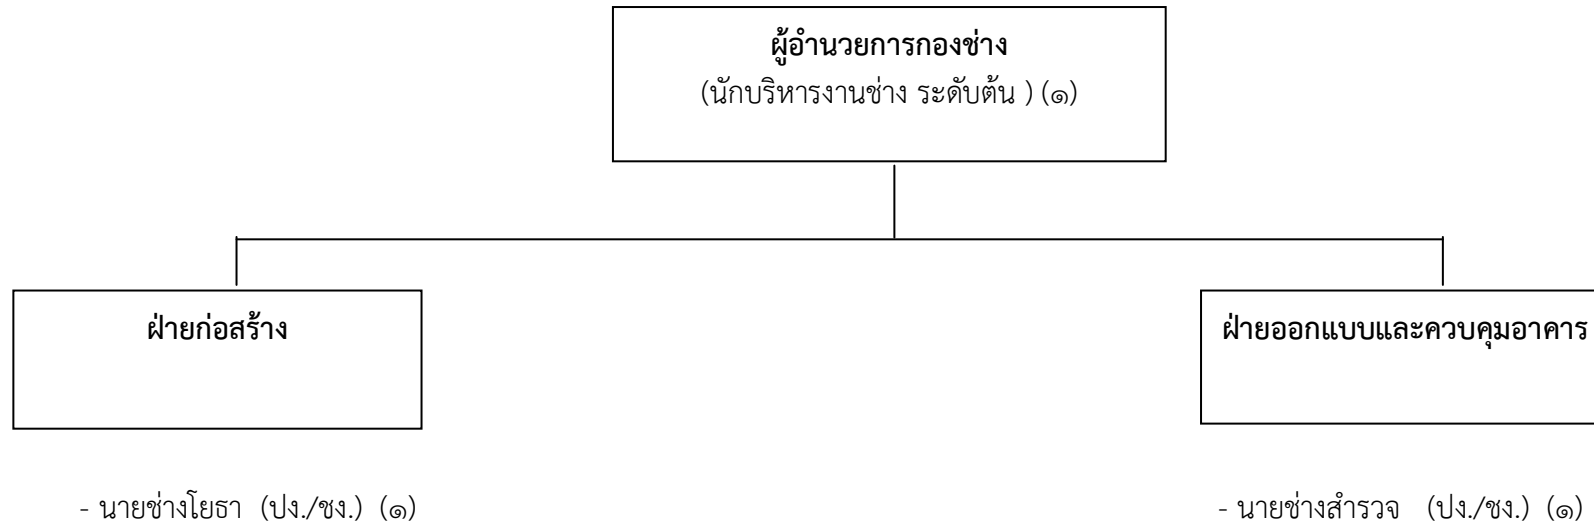 ผู้อำนวยการกองช่าง
(นักบริหารงานช่าง ระดับต้น ) (๑)
ฝ่ายก่อสร้าง
ฝ่ายออกแบบและควบคุมอาคาร
- นายช่างโยธา (ปง./ชง.) (๑)
- นายช่างสำรวจ (ปง./ชง.) (๑)